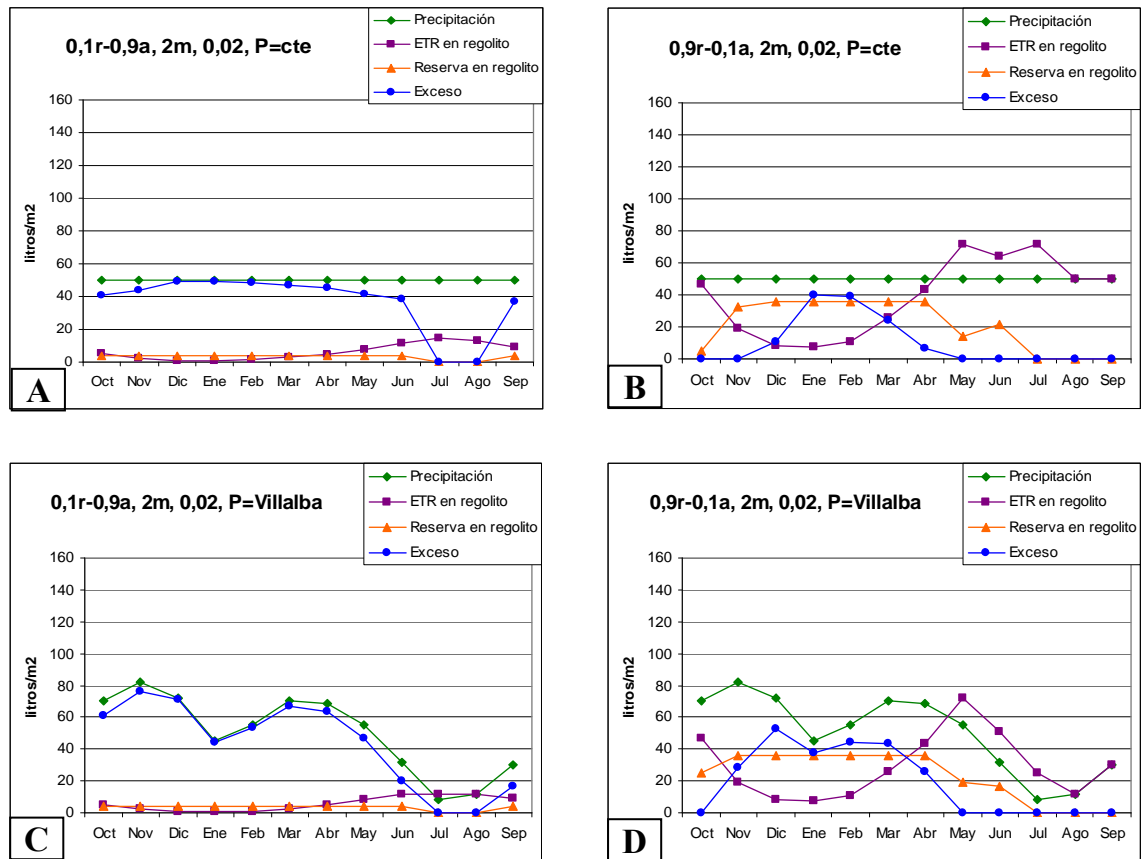 0,1r-0,9a, 2m, 0,02, P=cte
Precipitación
ETR en regolito
Reserva en regolito
Exceso
litros/m2
160
140
120
100
80
60
40
20
0
Oct Nov Dic Ene Feb Mar Abr May Jun Jul Ago Sep
A
0,9r-0,1a, 2m, 0,02, P=cte
Precipitación
ETR en regolito
Reserva en regolito
Exceso
litros/m2
160
140
120
100
80
60
40
20
0
Oct Nov Dic Ene Feb Mar Abr May Jun Jul Ago Sep
B
0,1r-0,9a, 2m, 0,02, P=Villalba
Precipitación
ETR en regolito
Reserva en regolito
Exceso
litros/m2
160
140
120
100
80
60
40
20
0
Oct Nov Dic Ene Feb Mar Abr May Jun Jul Ago Sep
C
0,9r-0,1a, 2m, 0,02, P=Villalba
Precipitación
ETR en regolito
Reserva en regolito
Exceso
litros/m2
160
140
120
100
80
60
40
20
0
Oct Nov Dic Ene Feb Mar Abr May Jun Jul Ago Sep
D